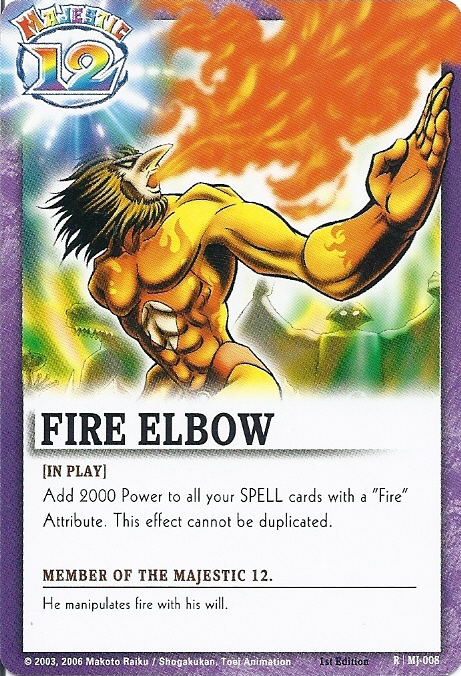 MAJESTIC
12
FIRE ELBOW
[IN PLAY]
Add 2000 Power to all your SPELL cards with a "Fire"
Attribute. This effect cannot be duplicated.
MEMBER OF THE MAJESTIC 12.
He manipulates fire with his will.
© 2003, 2006 Makoto Raiku / Shogakukan, Toei Animation 1st Edition R | MJ-008